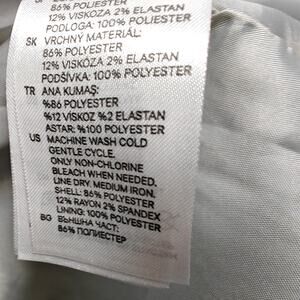 86% POLIESTER
12% VISKOZA 2% ELASTAN
PODLOGA: 100% POLIESTER
SK VRCHNÝ MATERIÁL:
86% POLYESTER
12% VISKÓZA 2% ELASTAN
PODŠÍVKA: 100% POLYESTER
TR ANA KUMAŞ:
%86 POLYESTER
%12 VISKOZ %2 ELASTAN
ASTAR: %100 POLYESTER
US MACHINE WASH COLD
GENTLE CYCLE.
ONLY NON-CHLORINE
BLEACH WHEN NEEDED.
LINE DRY. MEDIUM IRON.
SHELL: 86% POLYESTER
12% RAYON 2% SPANDEX
LINING: 100% POLYESTER
BG ВЪНШНА ЧАСТ:
86% ПОЛИЕСТЕР